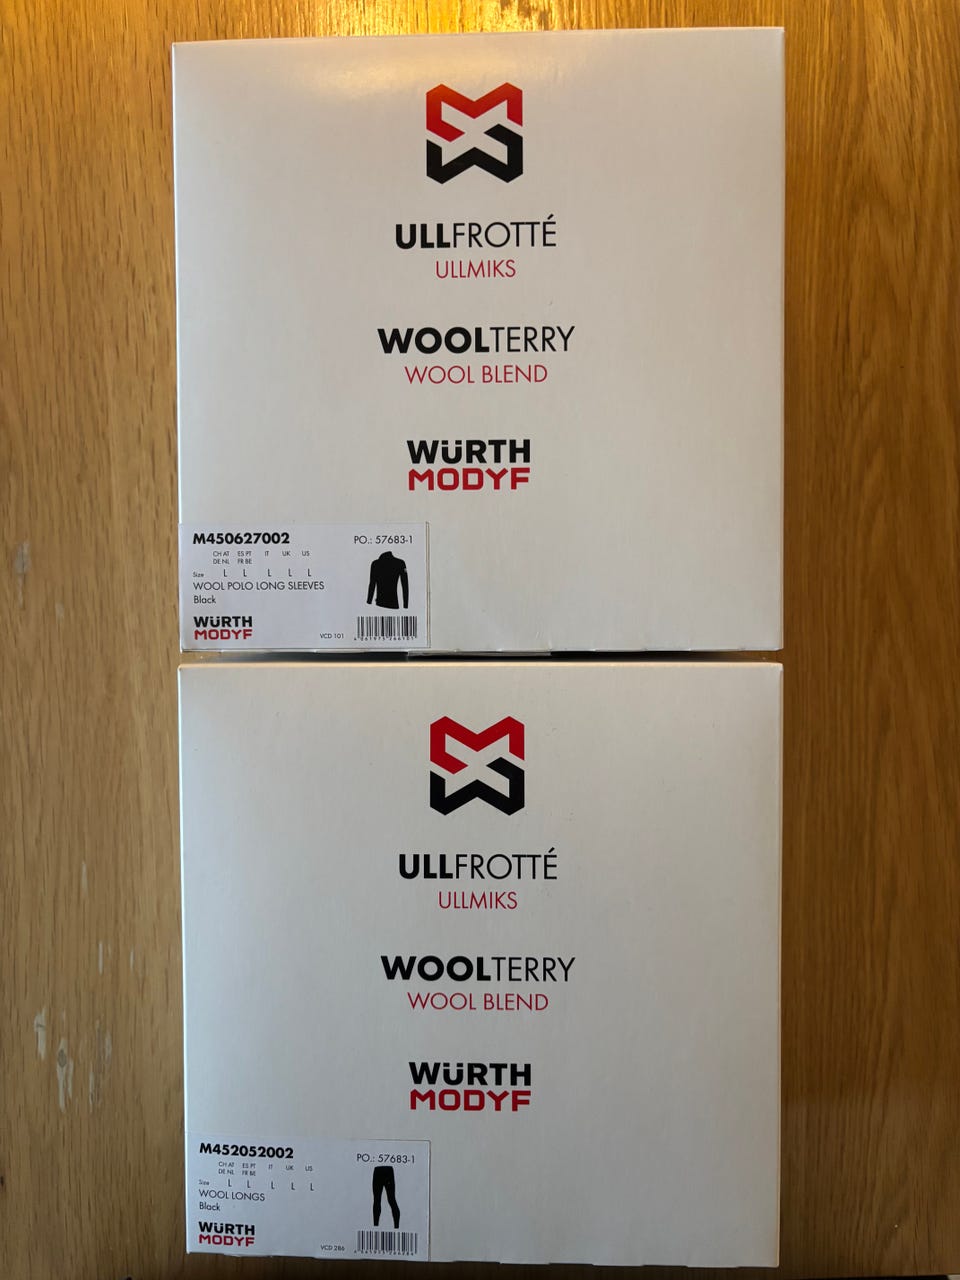 ULLFROTTÉ
ULLMIKS
WOOLTERRY
WOOL BLEND
WÜRTH
MODYF
M450627002
PO.: 57683-1
CH AT ES PT IT UK US
DE NL FR BE
Size L L L L L
WOOL POLO LONG SLEEVES
Black
WÜRTH
MODYF
VCD 101
ULLFROTTÉ
ULLMIKS
WOOLTERRY
WOOL BLEND
WÜRTH
MODYF
M452052002
PO.: 57683-1
CH AT ES PT IT UK US
DE NL FR BE
Size L L L L L
WOOL LONGS
Black
WÜRTH
MODYF
VCD 286